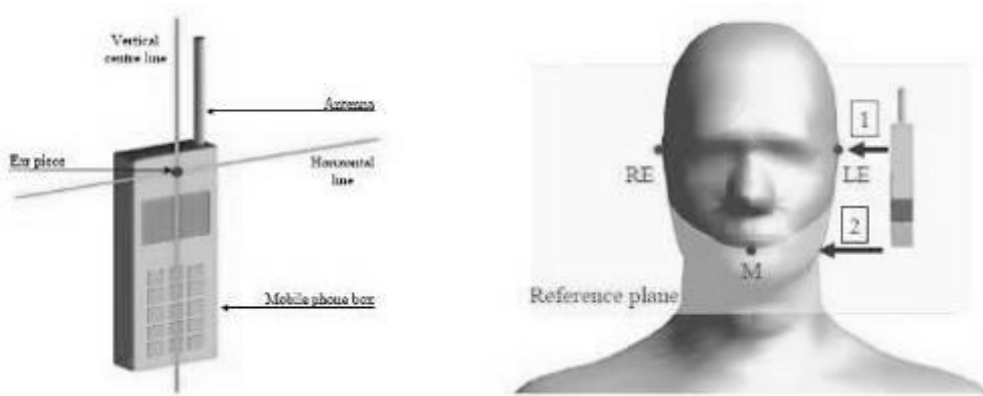 Vertical
centre line
Antenna
Ear piece
Horizontal
line
Mobile phone box
1
RE
LE
2
M
Reference plane